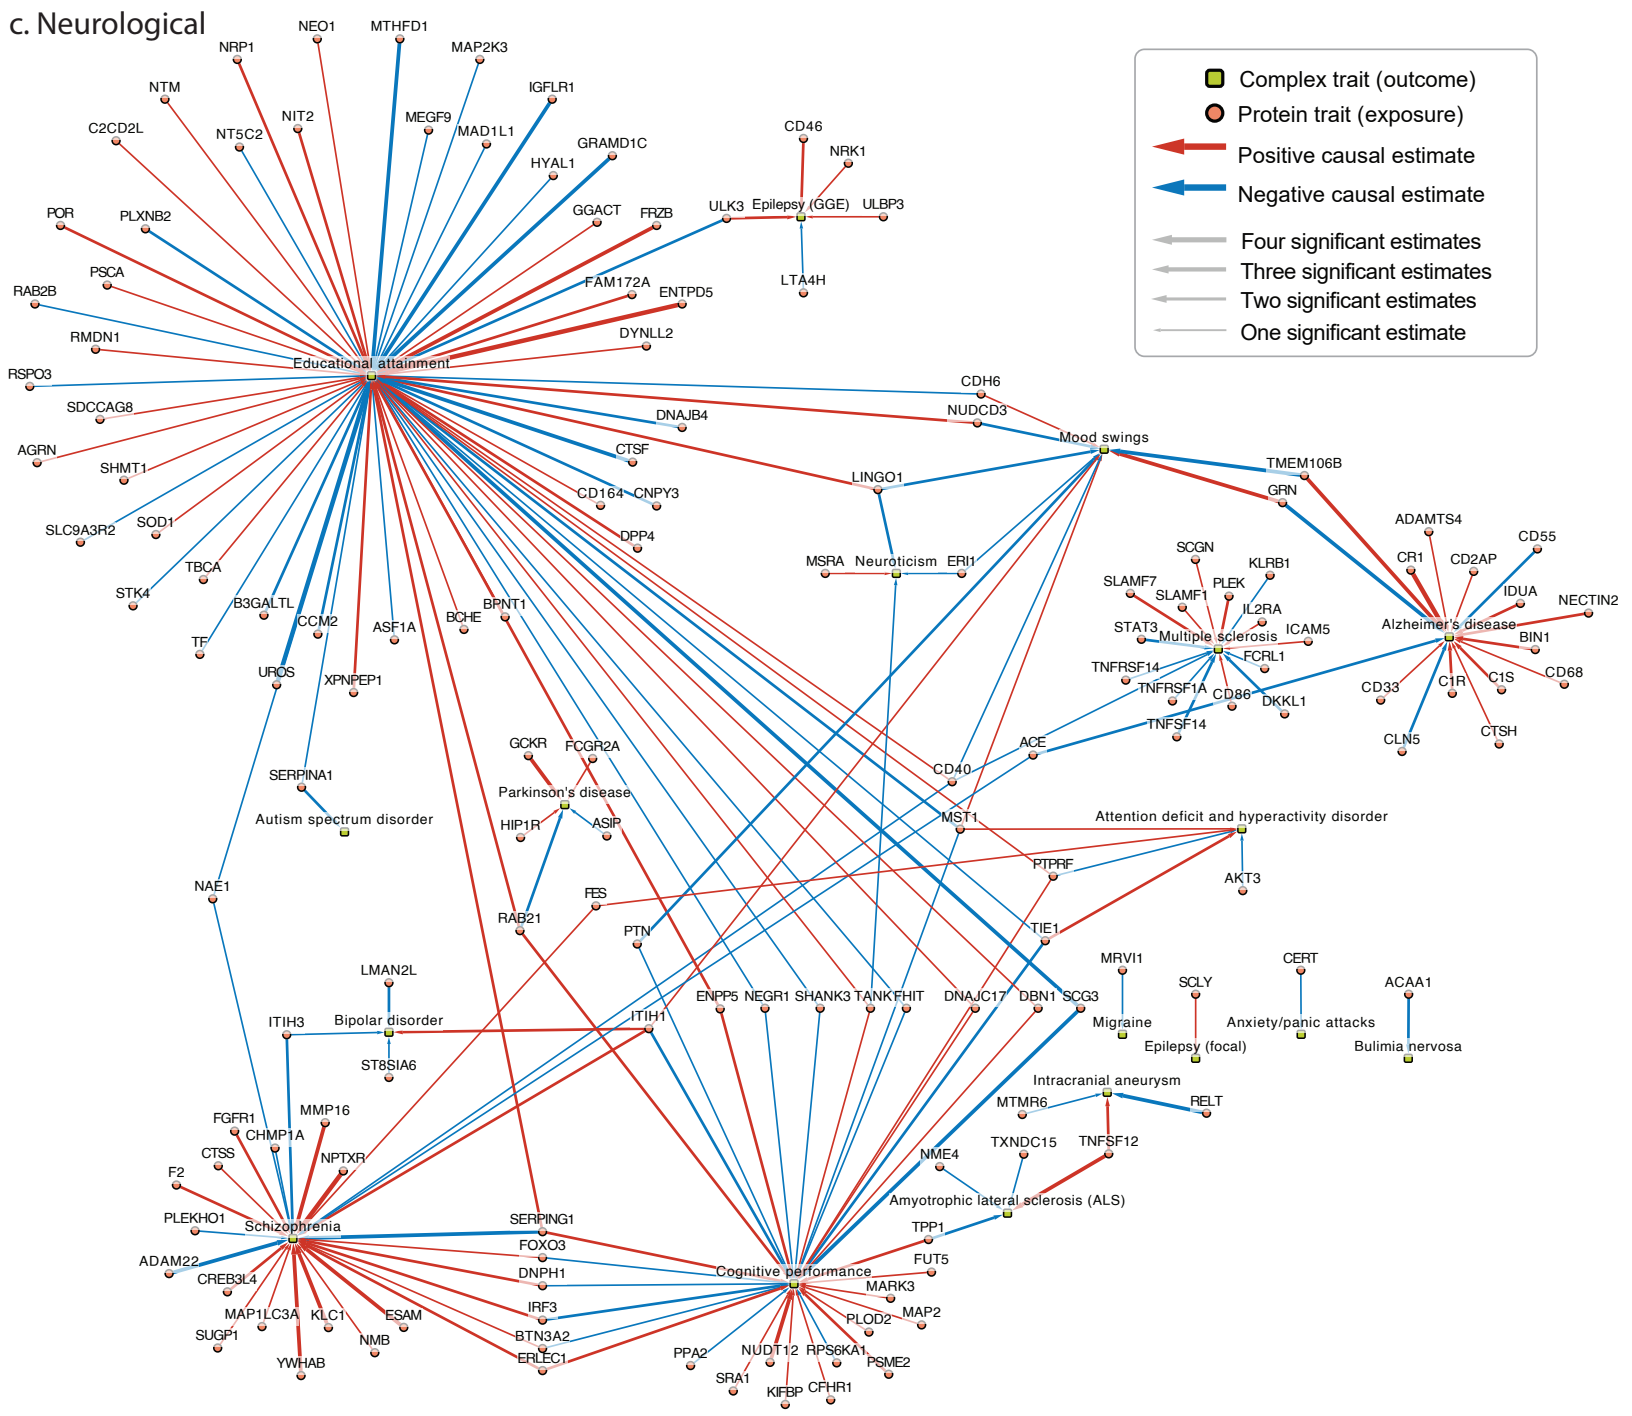 c. Neurological
NEO1
MTHFD1
NRP1
MAP2K3
NTM
IGFLR1
NIT2
C2CD2L
NT5C2
MEGF9
MAD1L1
GRAMD1C
HYAL1
CD46
NRK1
POR
PLXNB2
GGACT
FRZB
ULK3
Epilepsy (GGE)
ULBP3
PSCA
RAB2B
FAM172A
ENTPD5
LTA4H
RMDN1
DYNLL2
Educational attainment
RSPO3
SDCCAG8
AGRN
SHMT1
SLC9A3R2
SOD1
TBCA
STK4
B3GALTL
TF
CCM2
UROS
XPNPEP1
ASF1A
BCHE
BPNT1
DNAJB4
CTSF
CD164
CNPY3
DPP4
CDH6
NUDCD3
Mood swings
LINGO1
TMEM106B
GRN
MSRA
Neuroticism
ERI1
Complex trait (outcome)
Protein trait (exposure)
Positive causal estimate
Negative causal estimate
Four significant estimates
Three significant estimates
Two significant estimates
One significant estimate
SCGN
KLRB1
SLAMF7
PLEK
SLAMF1
IL2RA
STAT3
Multiple sclerosis
ICAM5
FCRL1
TNFRSF14
TNFRSF1A
CD86
DKKL1
TNFSF14
ADAMTS4
CD55
CR1
CD2AP
IDUA
NECTIN2
Alzheimer's disease
BIN1
CD33
C1R
C1S
CD68
CLN5
CTSH
ACE
CD40
MST1
Attention deficit and hyperactivity disorder
PTPRF
AKT3
TIE1
GCKR
FCGR2A
Parkinson's disease
HIP1R
ASIP
SERPINA1
Autism spectrum disorder
NAE1
FES
RAB21
PTN
LMAN2L
ITIH3
Bipolar disorder
ITIH1
ST8SIA6
ENPP5
NEGR1
SHANK3
TANK
FHIT
DNAJC17
DBN1
SCG3
MRVI1
Migraine
SCLY
Epilepsy (focal)
CERT
Anxiety/panic attacks
ACAA1
Bulimia nervosa
Intracranial aneurysm
MTMR6
RELT
TXNDC15
TNFSF12
NME4
Amyotrophic lateral sclerosis (ALS)
TPP1
FGFR1
MMP16
CHMP1A
CTSS
NPTXR
F2
PLEKHO1
Schizophrenia
ADAM22
CREB3L4
MAP1LC3A
KLC1
ESAM
SUGP1
NMB
YWHAB
SERPING1
FOXO3
DNPH1
IRF3
BTN3A2
ERLEC1
Cognitive performance
FUT5
MARK3
MAP2
PLOD2
PPA2
NUDT12
RPS6KA1
PSME2
SRA1
KIFBP
CFHR1